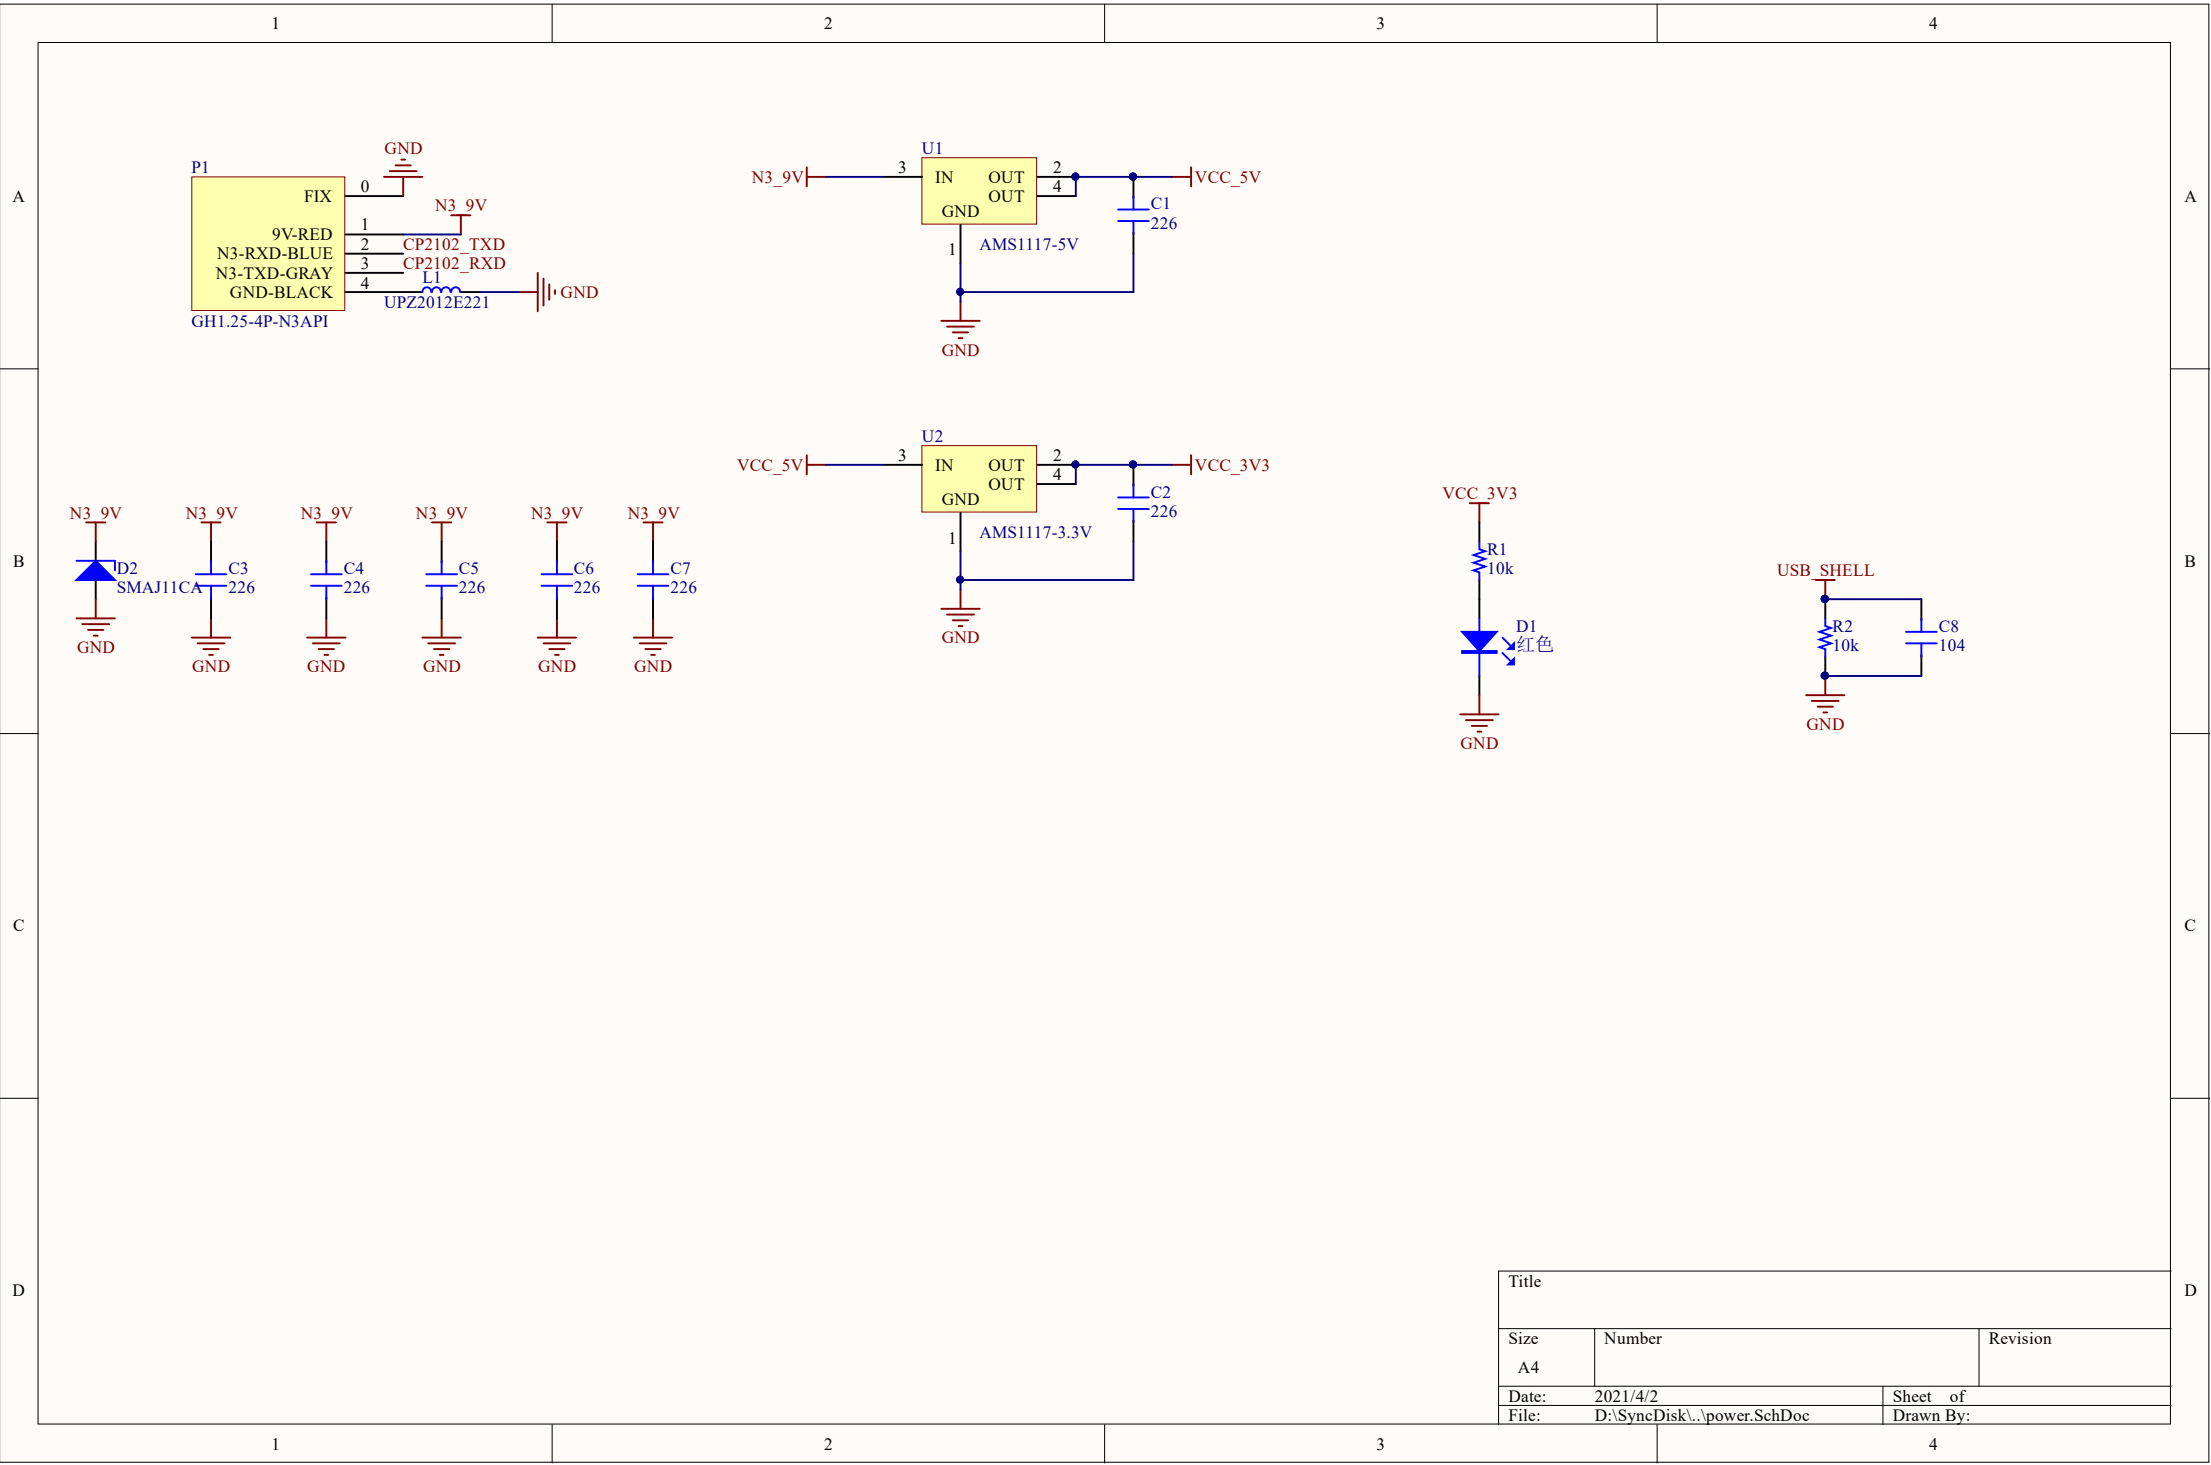 1 2 3 4
A A
B B
C C
D D
P1
FIX
9V-RED
N3-RXD-BLUE
N3-TXD-GRAY
GND-BLACK
0
1
2
3
4
GND
N3_9V
CP2102_TXD
CP2102_RXD
L1
UPZ2012E221
GND
GH1.25-4P-N3API
U1
N3_9V
3
IN
OUT
OUT
GND
2
4
1
VCC_5V
C1
226
AMS1117-5V
GND
U2
VCC_5V
3
IN
OUT
OUT
GND
2
4
1
VCC_3V3
C2
226
AMS1117-3.3V
GND
N3_9V
D2
SMAJ11CA
GND
N3_9V
C3
226
GND
N3_9V
C4
226
GND
N3_9V
C5
226
GND
N3_9V
C6
226
GND
N3_9V
C7
226
GND
VCC_3V3
R1
10k
D1
红色
GND
USB_SHELL
R2
10k
C8
104
GND
Title
Size
A4
Number
Revision
Date: 2021/4/2
Sheet of
File: D:\SyncDisk\..\power.SchDoc
Drawn By:
1 2 3 4